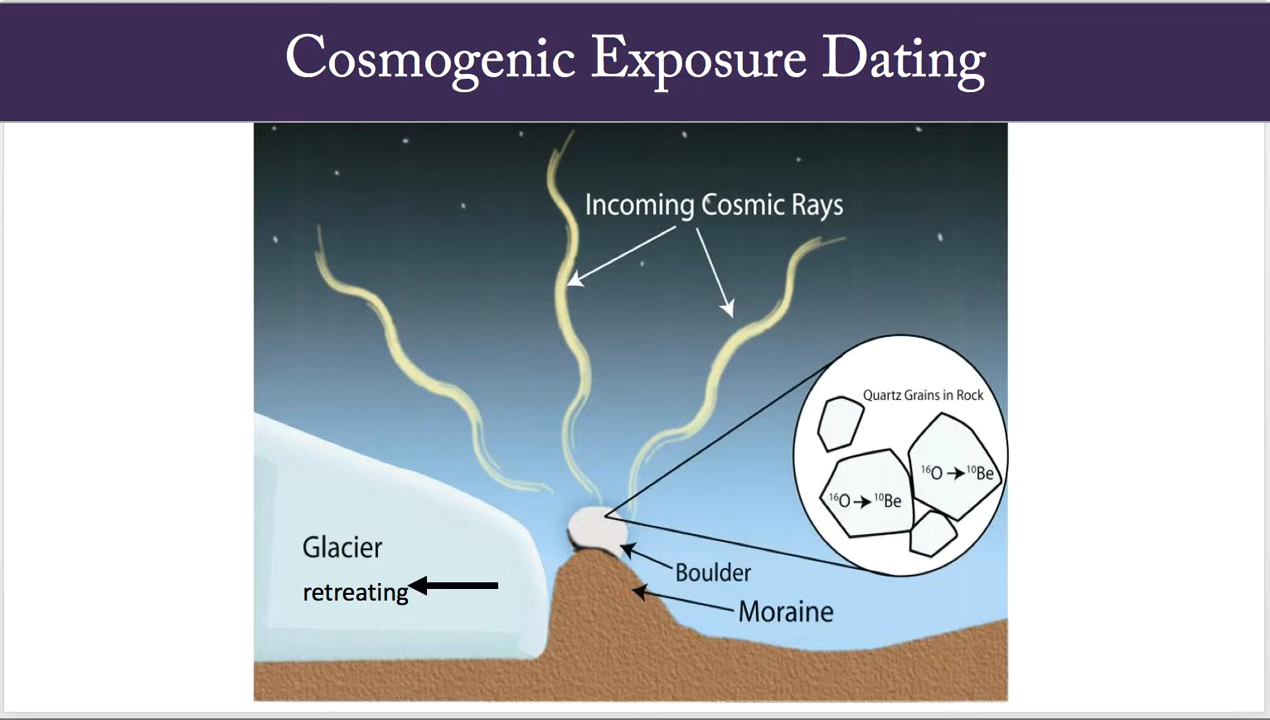 Cosmogenic Exposure Dating
Incoming Cosmic Rays
Quartz Grains in Rock
¹⁶O → ¹⁰Be
¹⁶O → ¹⁰Be
Glacier
retreating
Boulder
Moraine